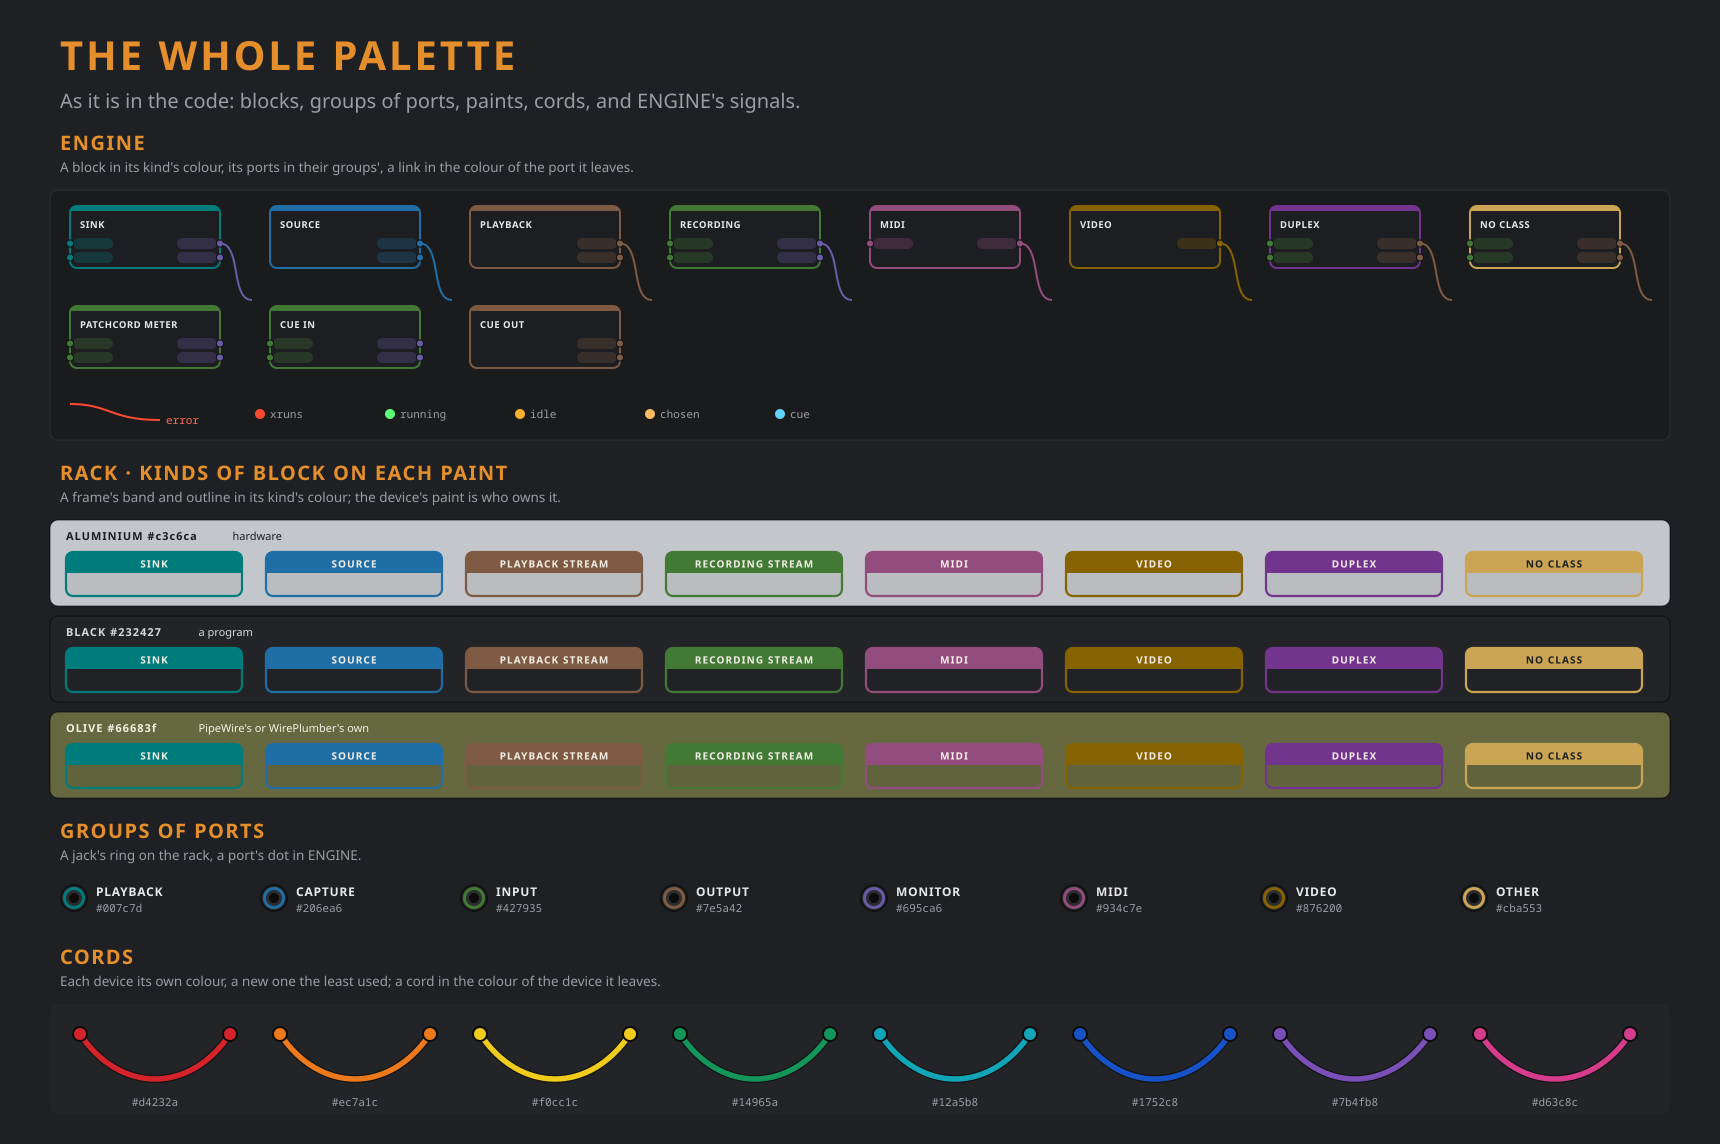 THE WHOLE PALETTE
As it is in the code: blocks, groups of ports, paints, cords, and ENGINE's signals.
ENGINE
A block in its kind's colour, its ports in their groups', a link in the colour of the port it leaves.
SINK SOURCE PLAYBACK RECORDING MIDI VIDEO DUPLEX NO CLASS
PATCHCORD METER CUE IN CUE OUT
error xruns running idle chosen cue
RACK · KINDS OF BLOCK ON EACH PAINT
A frame's band and outline in its kind's colour; the device's paint is who owns it.
ALUMINIUM #c3c6ca hardware
SINK SOURCE PLAYBACK STREAM RECORDING STREAM MIDI VIDEO DUPLEX NO CLASS
BLACK #232427 a program
SINK SOURCE PLAYBACK STREAM RECORDING STREAM MIDI VIDEO DUPLEX NO CLASS
OLIVE #66683f PipeWire's or WirePlumber's own
SINK SOURCE PLAYBACK STREAM RECORDING STREAM MIDI VIDEO DUPLEX NO CLASS
GROUPS OF PORTS
A jack's ring on the rack, a port's dot in ENGINE.
PLAYBACK CAPTURE INPUT OUTPUT MONITOR MIDI VIDEO OTHER
#007c7d #206ea6 #427935 #7e5a42 #695ca6 #934c7e #876200 #cba553
CORDS
Each device its own colour, a new one the least used; a cord in the colour of the device it leaves.
#d4232a #ec7a1c #f0cc1c #14965a #12a5b8 #1752c8 #7b4fb8 #d63c8c